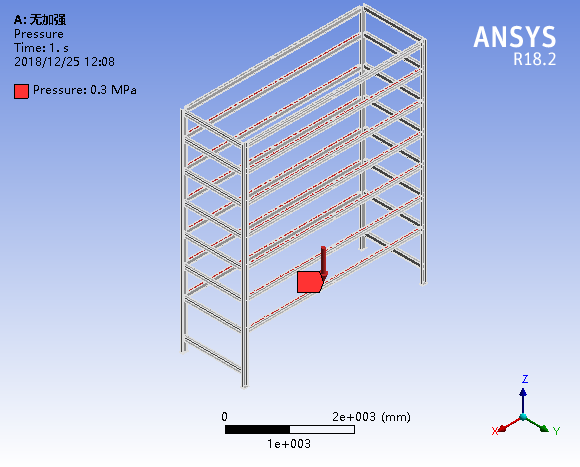 A: 无加强
Pressure
Time: 1. s
2018/12/25 12:08
Pressure: 0.3 MPa
ANSYS
R18.2
0
2e+003 (mm)
1e+003
Z
X
Y